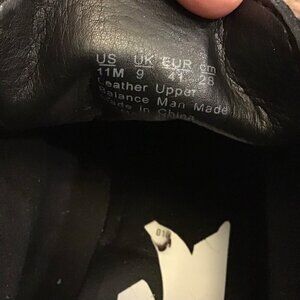 US UK EUR cm
11M 9 41 28
Leather Upper
Balance Man Made
Made in China